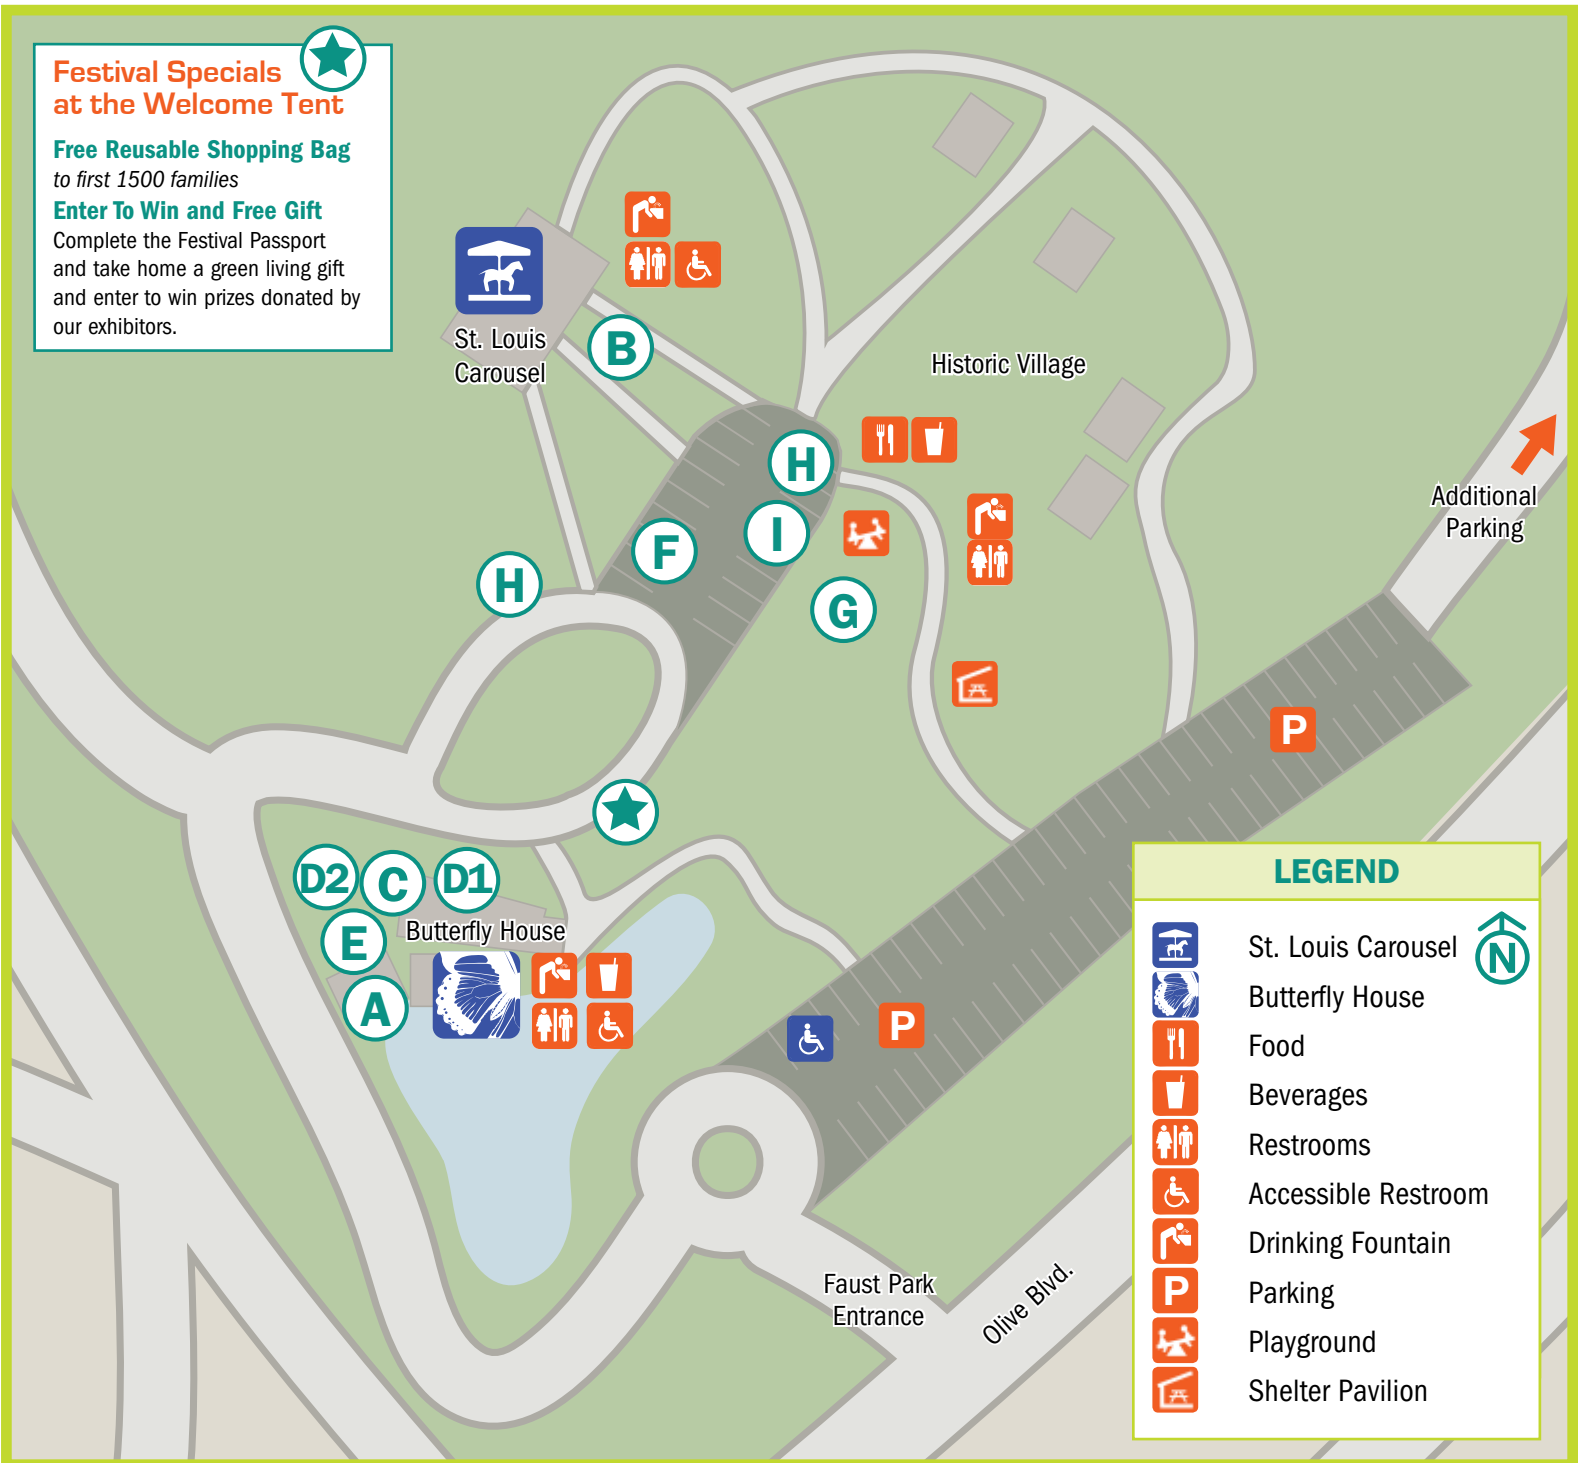 Festival Specials
at the Welcome Tent
Free Reusable Shopping Bag
to first 1500 families
Enter To Win and Free Gift
Complete the Festival Passport
and take home a green living gift
and enter to win prizes donated by
our exhibitors.
St. Louis
Carousel
B
Historic Village
H
I
F
H
G
Additional
Parking
P
D2
C
D1
E
Butterfly House
A
P
Faust Park
Entrance
Olive Blvd.
LEGEND
N
St. Louis Carousel
Butterfly House
Food
Beverages
Restrooms
Accessible Restroom
Drinking Fountain
P
Parking
Playground
Shelter Pavilion